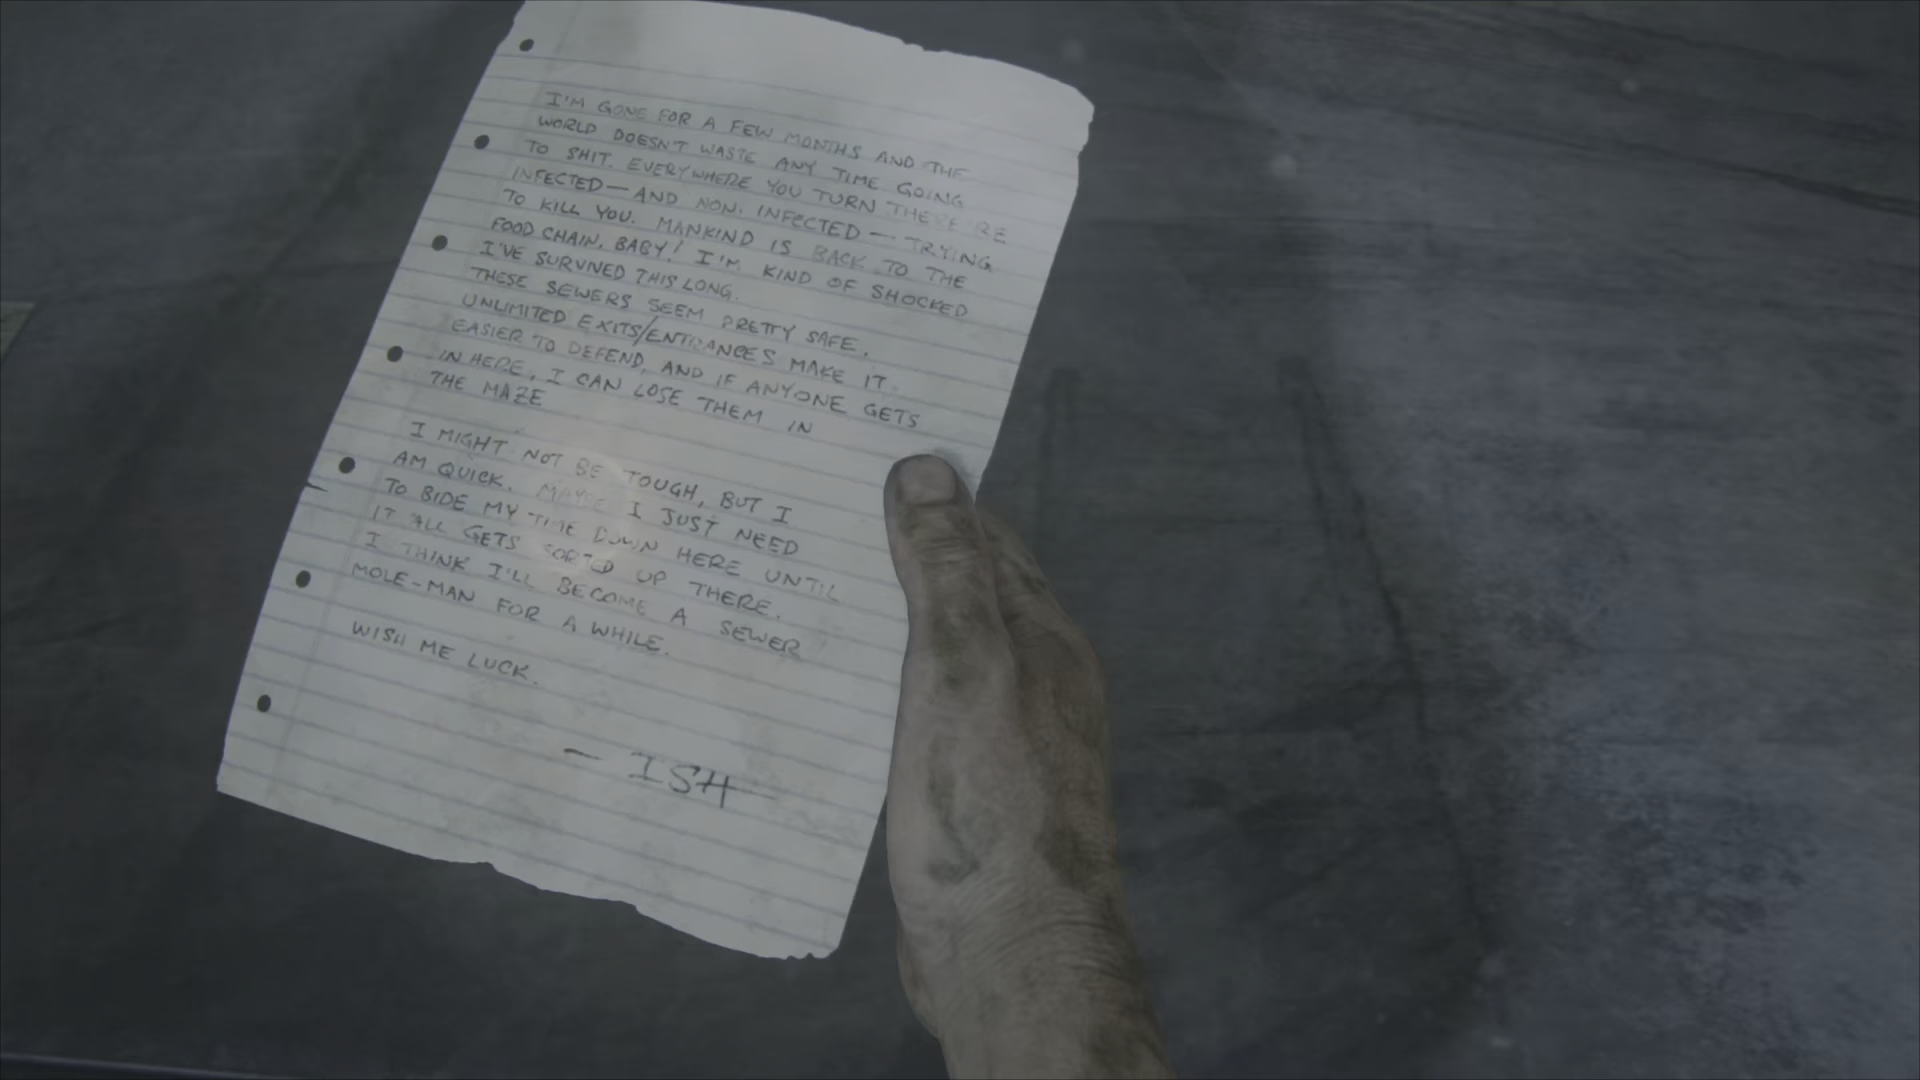 I'M GONE FOR A FEW MONTHS AND THE
WORLD DOESN'T WASTE ANY TIME GOING
TO SHIT. EVERYWHERE YOU TURN THERE'RE
INFECTED — AND NON. INFECTED — TRYING
TO KILL YOU. MANKIND IS BACK TO THE
FOOD CHAIN, BABY! I'M KIND OF SHOCKED
I'VE SURVIVED THIS LONG.
THESE SEWERS SEEM PRETTY SAFE.
UNLIMITED EXITS/ENTRANCES MAKE IT
EASIER TO DEFEND, AND IF ANYONE GETS
IN HERE, I CAN LOSE THEM IN
THE MAZE
I MIGHT NOT BE TOUGH, BUT I
AM QUICK. MAYBE I JUST NEED
TO BIDE MY TIME DOWN HERE UNTIL
IT ALL GETS SORTED UP THERE.
I THINK I'LL BECOME A SEWER
MOLE-MAN FOR A WHILE.
WISH ME LUCK.
— ISH